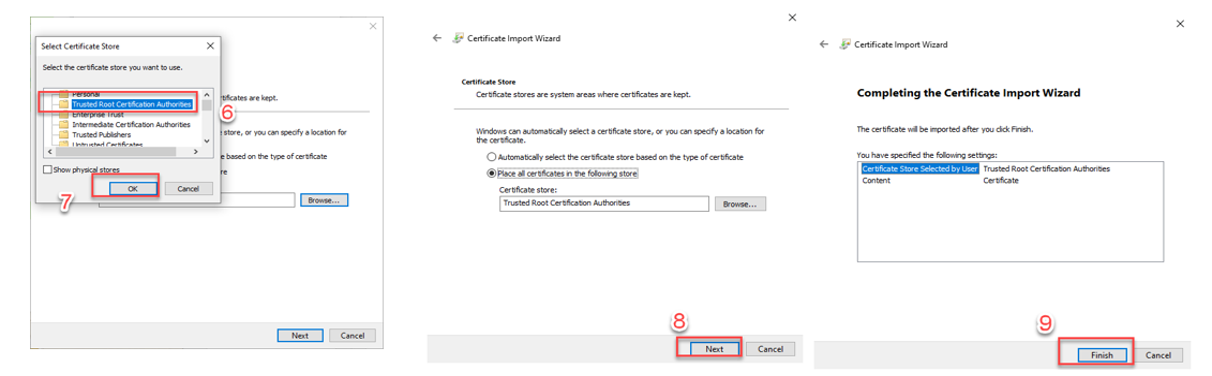 Select Certificate Store
Select the certificate store you want to use.
Personal
Trusted Root Certification Authorities
Enterprise Trust
Intermediate Certification Authorities
Trusted Publishers
Untrusted Certificates
Show physical stores
OK
Cancel
6
7
rtificates are kept.
store, or you can specify a location for
e based on the type of certificate
re
Browse...
Next
Cancel
Certificate Import Wizard
Certificate Store
Certificate stores are system areas where certificates are kept.
Windows can automatically select a certificate store, or you can specify a location for
the certificate.
Automatically select the certificate store based on the type of certificate
Place all certificates in the following store
Certificate store:
Trusted Root Certification Authorities
Browse...
8
Next
Cancel
Certificate Import Wizard
Completing the Certificate Import Wizard
The certificate will be imported after you click Finish.
You have specified the following settings:
Certificate Store Selected by User Trusted Root Certification Authorities
Content Certificate
9
Finish
Cancel